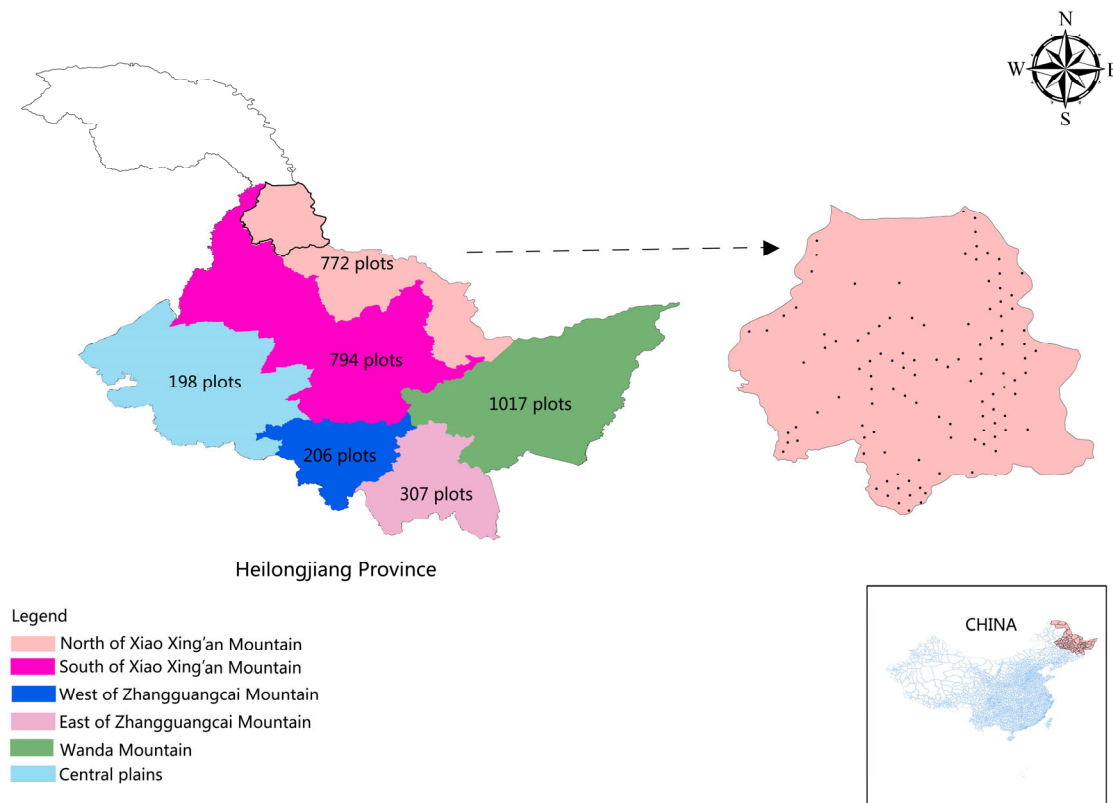 N
W
E
S
772 plots
794 plots
198 plots
1017 plots
206 plots
307 plots
Heilongjiang Province
Legend
North of Xiao Xing'an Mountain
South of Xiao Xing'an Mountain
West of Zhangguangcai Mountain
East of Zhangguangcai Mountain
Wanda Mountain
Central plains
CHINA